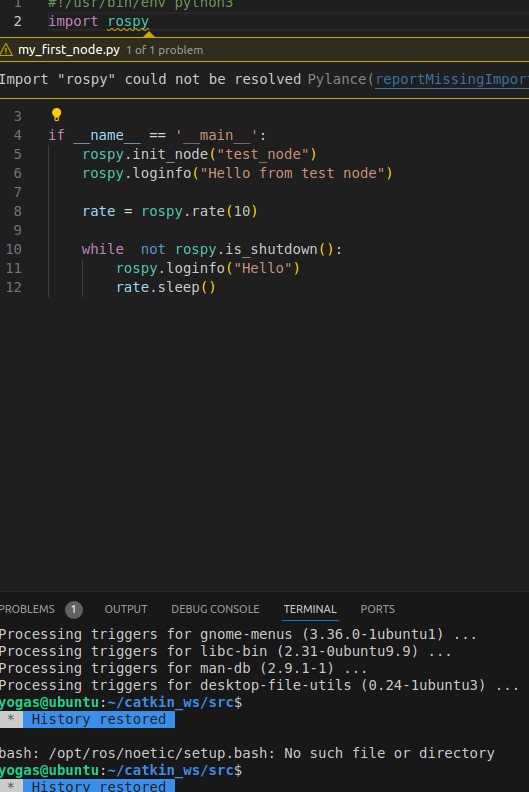 1 #!/usr/bin/env python3
2 import rospy
my_first_node.py 1 of 1 problem
Import "rospy" could not be resolved Pylance(reportMissingImpor
3
4 if __name__ == '__main__':
5 rospy.init_node("test_node")
6 rospy.loginfo("Hello from test node")
7
8 rate = rospy.rate(10)
9
10 while  not rospy.is_shutdown():
11 rospy.loginfo("Hello")
12 rate.sleep()
PROBLEMS 1 OUTPUT DEBUG CONSOLE TERMINAL PORTS
Processing triggers for gnome-menus (3.36.0-1ubuntu1) ...
Processing triggers for libc-bin (2.31-0ubuntu9.9) ...
Processing triggers for man-db (2.9.1-1) ...
Processing triggers for desktop-file-utils (0.24-1ubuntu3) ...
yogas@ubuntu:~/catkin_ws/src$
* History restored
bash: /opt/ros/noetic/setup.bash: No such file or directory
yogas@ubuntu:~/catkin_ws/src$
* History restored